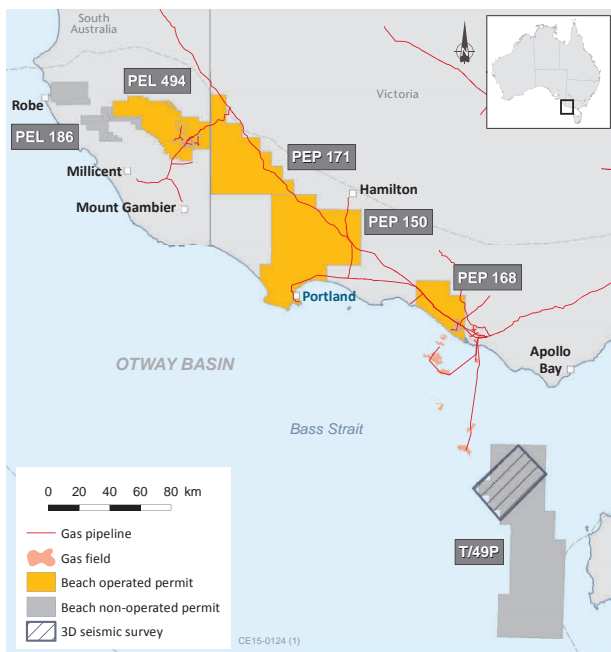 South
Australia
PEL 494
Victoria
Robe
PEL 186
PEP 171
Millicent
Hamilton
Mount Gambier
PEP 150
PEP 168
Portland
Apollo
Bay
OTWAY BASIN
Bass Strait
0 20 40 60 80 km
Gas pipeline
Gas field
Beach operated permit
Beach non-operated permit
3D seismic survey
T/49P
CE15-0124 (1)
N